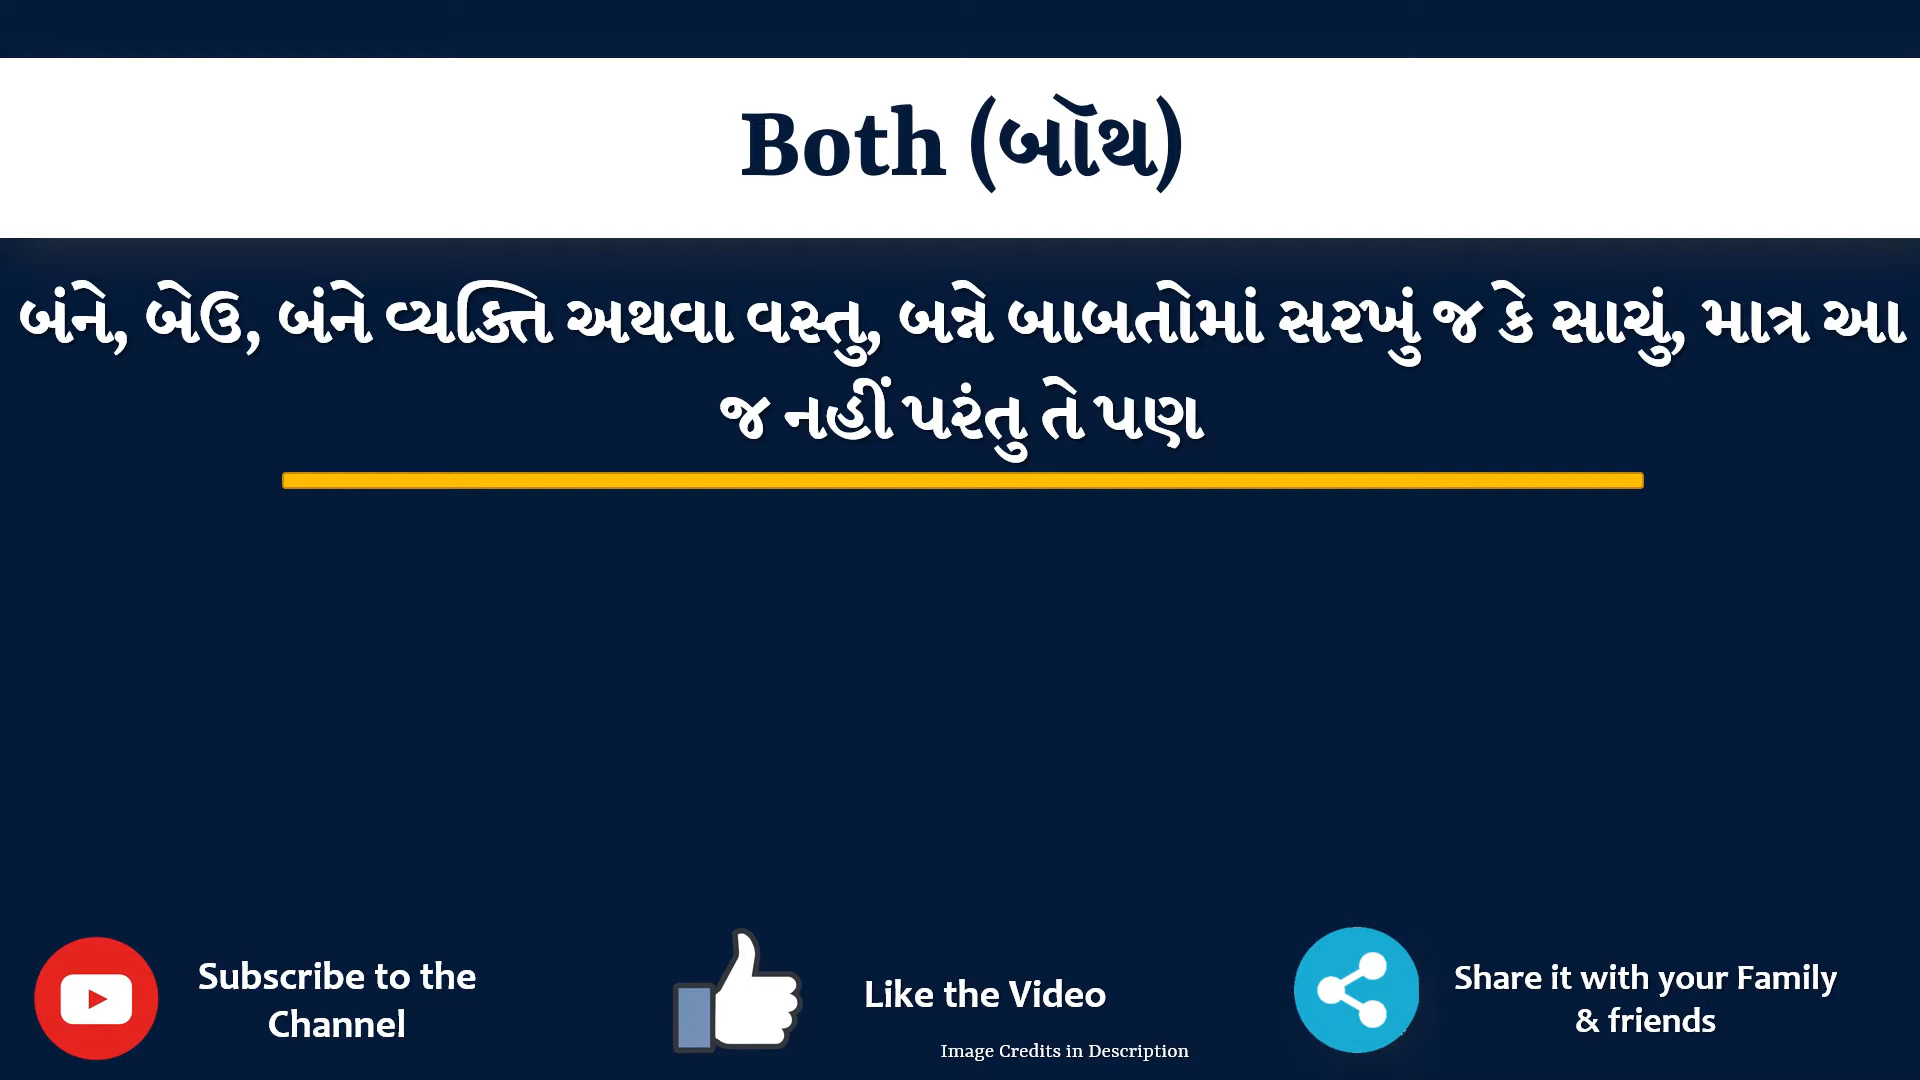 Both (બૉથ)
બંને, બેઉ, બંને વ્યક્તિ અથવા વસ્તુ, બન્ને બાબતોમાં સરખું જ કે સાચું, માત્ર આ
જ નહીં પરંતુ તે પણ
Subscribe to the
Channel
Like the Video
Share it with your Family
& friends
Image Credits in Description